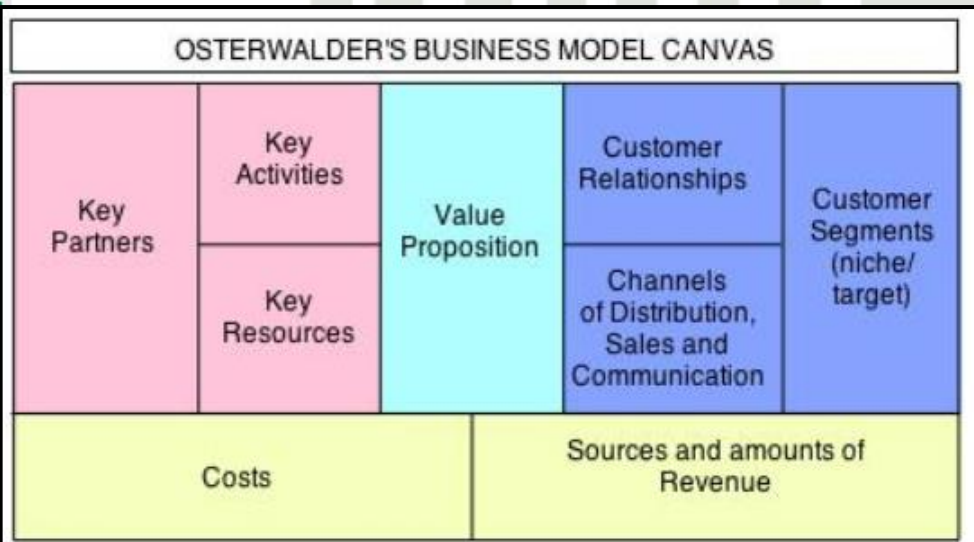 OSTERWALDER'S BUSINESS MODEL CANVAS
Key
Partners
Key
Activities
Key
Resources
Value
Proposition
Customer
Relationships
Channels
of Distribution,
Sales and
Communication
Customer
Segments
(niche/
target)
Costs
Sources and amounts of
Revenue